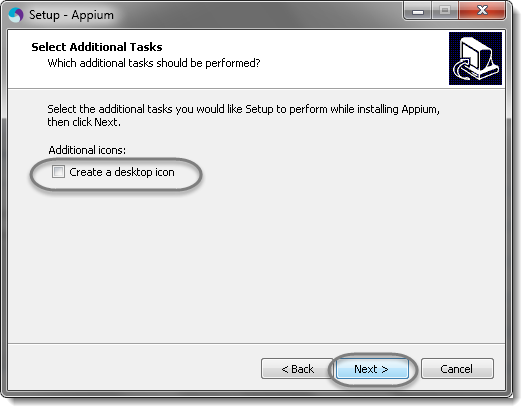 Setup - Appium
Select Additional Tasks
Which additional tasks should be performed?
Select the additional tasks you would like Setup to perform while installing Appium,
then click Next.
Additional icons:
Create a desktop icon
< Back Next > Cancel